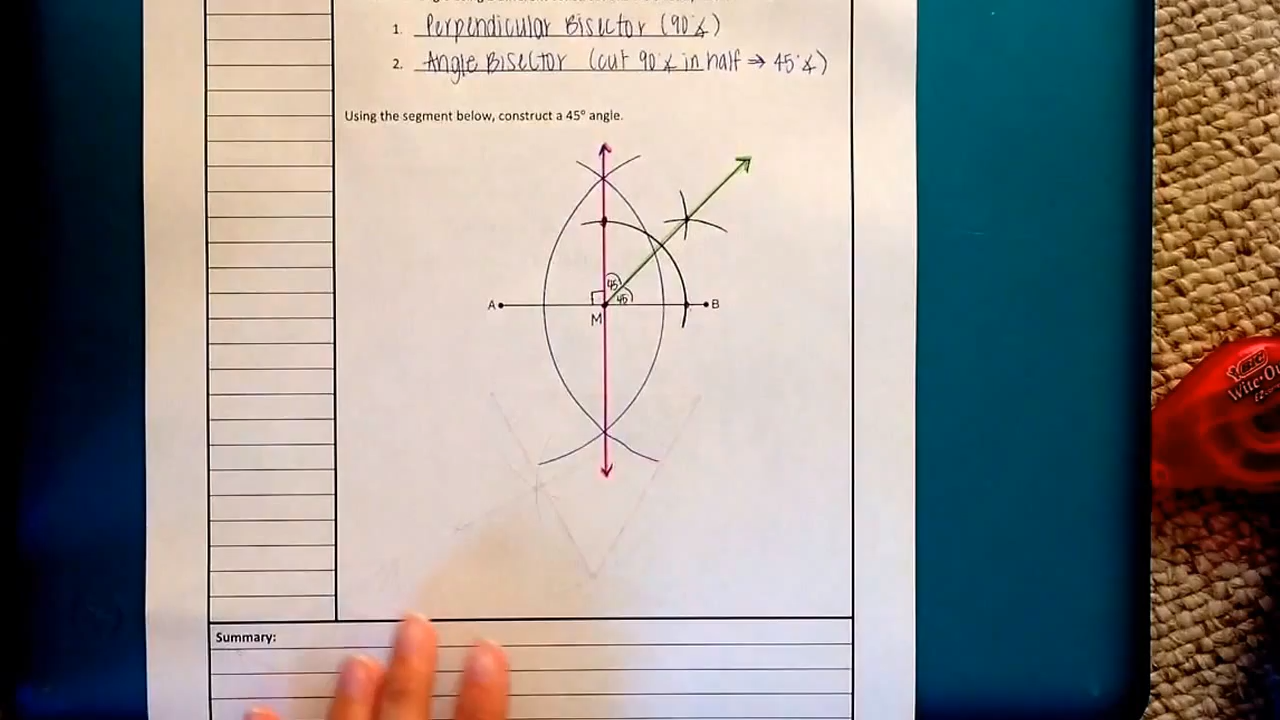 1. Perpendicular Bisector (90°∡)
2. Angle Bisector (cut 90°∡ in half ⇒ 45°∡)
Using the segment below, construct a 45° angle.
45
45
A
B
M
BIC
Wite-Ou
Summary: